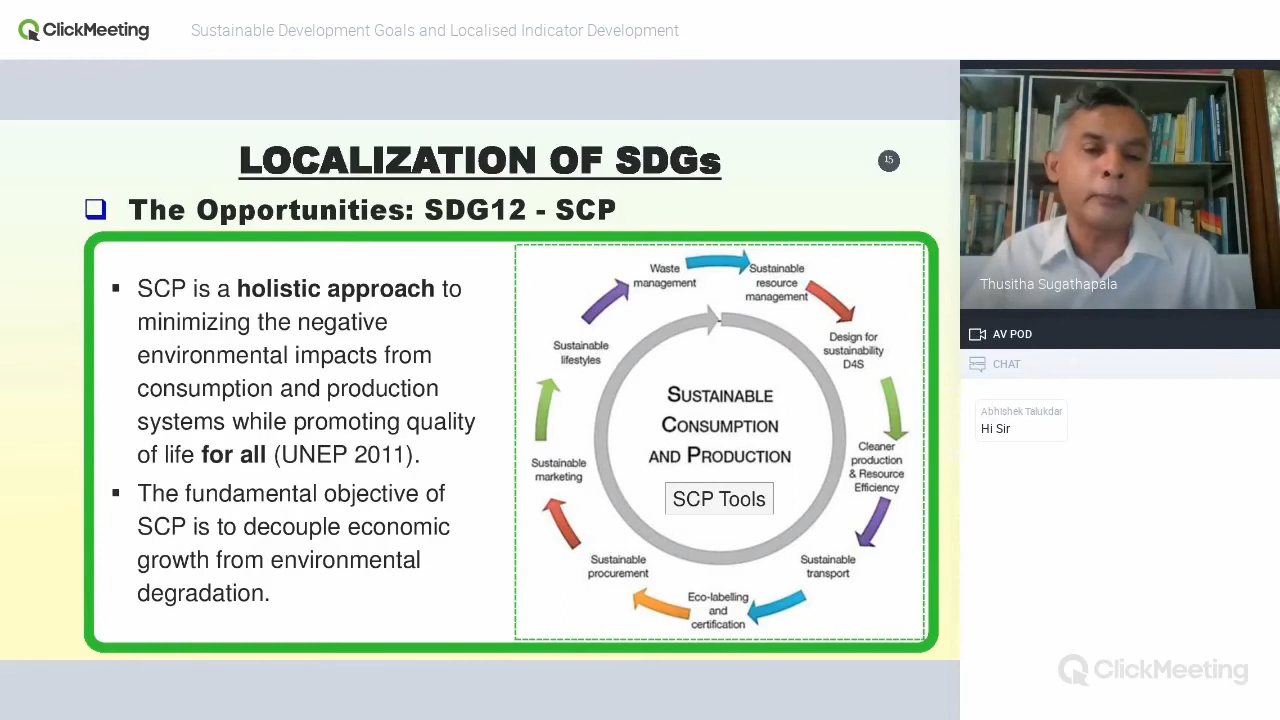 ClickMeeting
Sustainable Development Goals and Localised Indicator Development
LOCALIZATION OF SDGs
15
The Opportunities: SDG12 - SCP
SCP is a holistic approach to
minimizing the negative
environmental impacts from
consumption and production
systems while promoting quality
of life for all (UNEP 2011).
The fundamental objective of
SCP is to decouple economic
growth from environmental
degradation.
Waste
management
Sustainable
resource
management
Design for
sustainability
D4S
Cleaner
production
& Resource
Efficiency
Sustainable
transport
Eco-labelling
and
certification
Sustainable
procurement
Sustainable
marketing
Sustainable
lifestyles
SUSTAINABLE
CONSUMPTION
AND PRODUCTION
SCP Tools
Thusitha Sugathapala
AV POD
CHAT
Abhishek Talukdar
Hi Sir
ClickMeeting